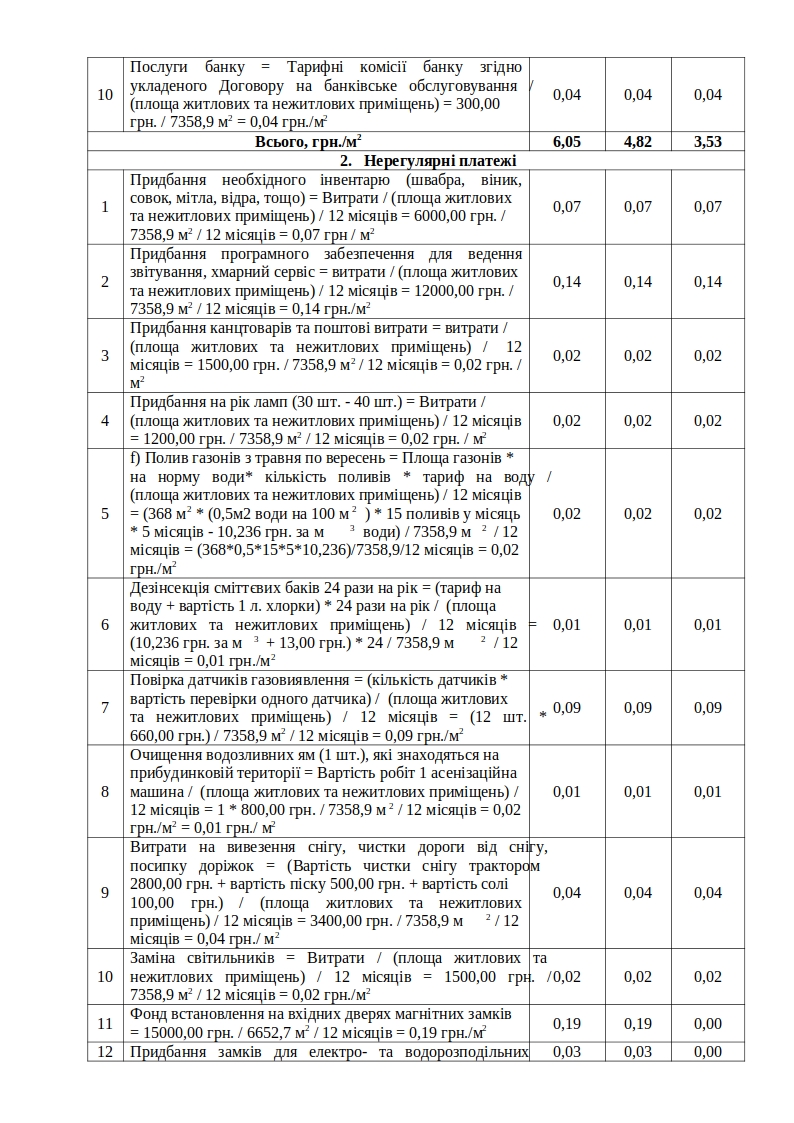 10
Послуги банку = Тарифні комісії банку згідно
укладеного Договору на банківське обслуговування /
(площа житлових та нежитлових приміщень) = 300,00
грн. / 7358,9 м² = 0,04 грн./м²
0,04 0,04 0,04
Всього, грн./м² 6,05 4,82 3,53
2. Нерегулярні платежі
1
Придбання необхідного інвентарю (швабра, віник,
совок, мітла, відра, тощо) = Витрати / (площа житлових
та нежитлових приміщень) / 12 місяців = 6000,00 грн. /
7358,9 м² / 12 місяців = 0,07 грн / м²
0,07 0,07 0,07
2
Придбання програмного забезпечення для ведення
звітування, хмарний сервіс = витрати / (площа житлових
та нежитлових приміщень) / 12 місяців = 12000,00 грн. /
7358,9 м² / 12 місяців = 0,14 грн./м²
0,14 0,14 0,14
3
Придбання канцтоварів та поштові витрати = витрати /
(площа житлових та нежитлових приміщень) / 12
місяців = 1500,00 грн. / 7358,9 м² / 12 місяців = 0,02 грн. /
м²
0,02 0,02 0,02
4
Придбання на рік ламп (30 шт. - 40 шт.) = Витрати /
(площа житлових та нежитлових приміщень) / 12 місяців
= 1200,00 грн. / 7358,9 м² / 12 місяців = 0,02 грн. / м²
0,02 0,02 0,02
5
f) Полив газонів з травня по вересень = Площа газонів *
на норму води* кількість поливів * тариф на воду /
(площа житлових та нежитлових приміщень) / 12 місяців
= (368 м² * (0,5м2 води на 100 м² ) * 15 поливів у місяць
* 5 місяців - 10,236 грн. за м ³ води) / 7358,9 м ² / 12
місяців = (368*0,5*15*5*10,236)/7358,9/12 місяців = 0,02
грн./м²
0,02 0,02 0,02
6
Дезінсекція сміттєвих баків 24 рази на рік = (тариф на
воду + вартість 1 л. хлорки) * 24 рази на рік / (площа
житлових та нежитлових приміщень) / 12 місяців =
(10,236 грн. за м ³ + 13,00 грн.) * 24 / 7358,9 м ² / 12
місяців = 0,01 грн./м²
0,01 0,01 0,01
7
Повірка датчиків газовиявлення = (кількість датчиків *
вартість перевірки одного датчика) / (площа житлових
та нежитлових приміщень) / 12 місяців = (12 шт. *
660,00 грн.) / 7358,9 м² / 12 місяців = 0,09 грн./м²
0,09 0,09 0,09
8
Очищення водозливних ям (1 шт.), які знаходяться на
прибудинковій території = Вартість робіт 1 асенізаційна
машина / (площа житлових та нежитлових приміщень) /
12 місяців = 1 * 800,00 грн. / 7358,9 м² / 12 місяців = 0,02
грн./м² = 0,01 грн./ м²
0,01 0,01 0,01
9
Витрати на вивезення снігу, чистки дороги від снігу,
посипку доріжок = (Вартість чистки снігу трактором
2800,00 грн. + вартість піску 500,00 грн. + вартість солі
100,00 грн.) / (площа житлових та нежитлових
приміщень) / 12 місяців = 3400,00 грн. / 7358,9 м ² / 12
місяців = 0,04 грн./ м²
0,04 0,04 0,04
10
Заміна світильників = Витрати / (площа житлових та
нежитлових приміщень) / 12 місяців = 1500,00 грн. /
7358,9 м² / 12 місяців = 0,02 грн./м²
0,02 0,02 0,02
11
Фонд встановлення на вхідних дверях магнітних замків
= 15000,00 грн. / 6652,7 м² / 12 місяців = 0,19 грн./м²
0,19 0,19 0,00
12 Придбання замків для електро- та водорозподільних 0,03 0,03 0,00